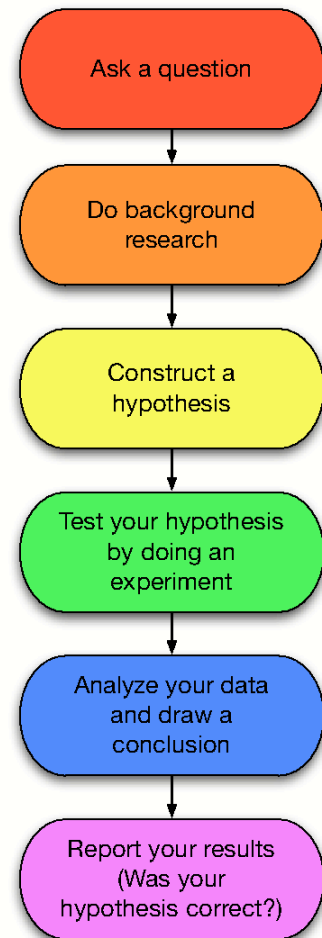 Ask a question
Do background
research
Construct a
hypothesis
Test your hypothesis
by doing an
experiment
Analyze your data
and draw a
conclusion
Report your results
(Was your
hypothesis correct?)